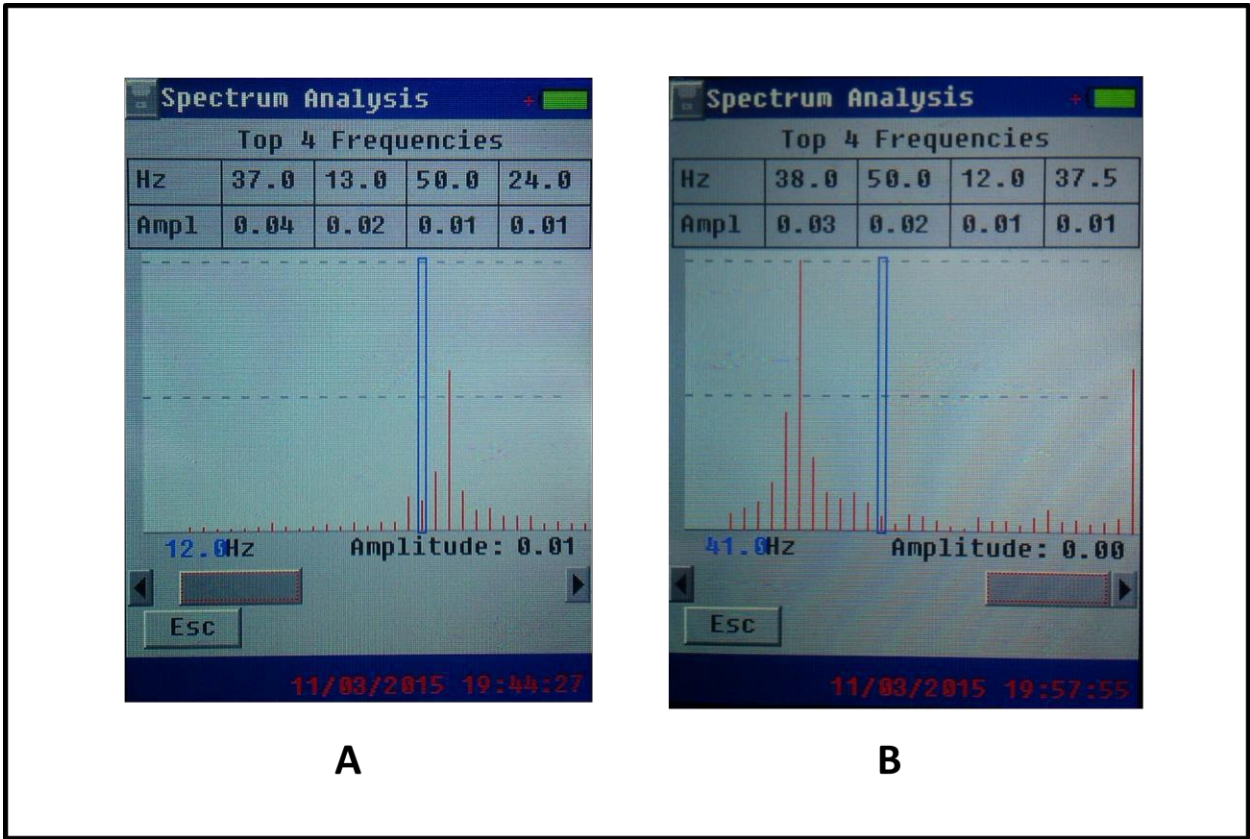 Spectrum Analysis
Top 4 Frequencies
Hz 37.0 13.0 50.0 24.0
Ampl 0.04 0.02 0.01 0.01
12.0Hz Amplitude: 0.01
Esc
11/03/2015 19:44:27
A
Spectrum Analysis
Top 4 Frequencies
Hz 38.0 50.0 12.0 37.5
Ampl 0.03 0.02 0.01 0.01
41.0Hz Amplitude: 0.00
Esc
11/03/2015 19:57:55
B